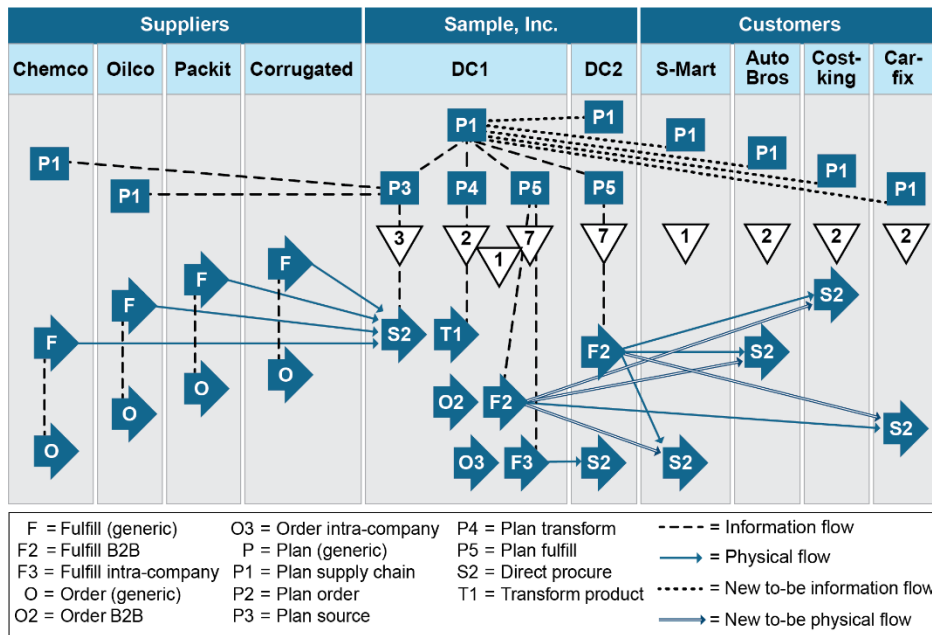 Suppliers Sample, Inc. Customers
Chemco Oilco Packit Corrugated DC1 DC2 S-Mart Auto Bros Cost-king Car-fix
P1 P1
P1
P1
P1
P1 P3 P4 P5 P5 P1
P1
3 2 7 7 1 2 2 2
1
F
F
F S2
F
F S2 T1 F2 S2
O
O
O O2 F2 S2
O O3 F3 S2 S2
F = Fulfill (generic)
F2 = Fulfill B2B
F3 = Fulfill intra-company
O = Order (generic)
O2 = Order B2B
O3 = Order intra-company
P = Plan (generic)
P1 = Plan supply chain
P2 = Plan order
P3 = Plan source
P4 = Plan transform
P5 = Plan fulfill
S2 = Direct procure
T1 = Transform product
= Information flow
= Physical flow
= New to-be information flow
= New to-be physical flow